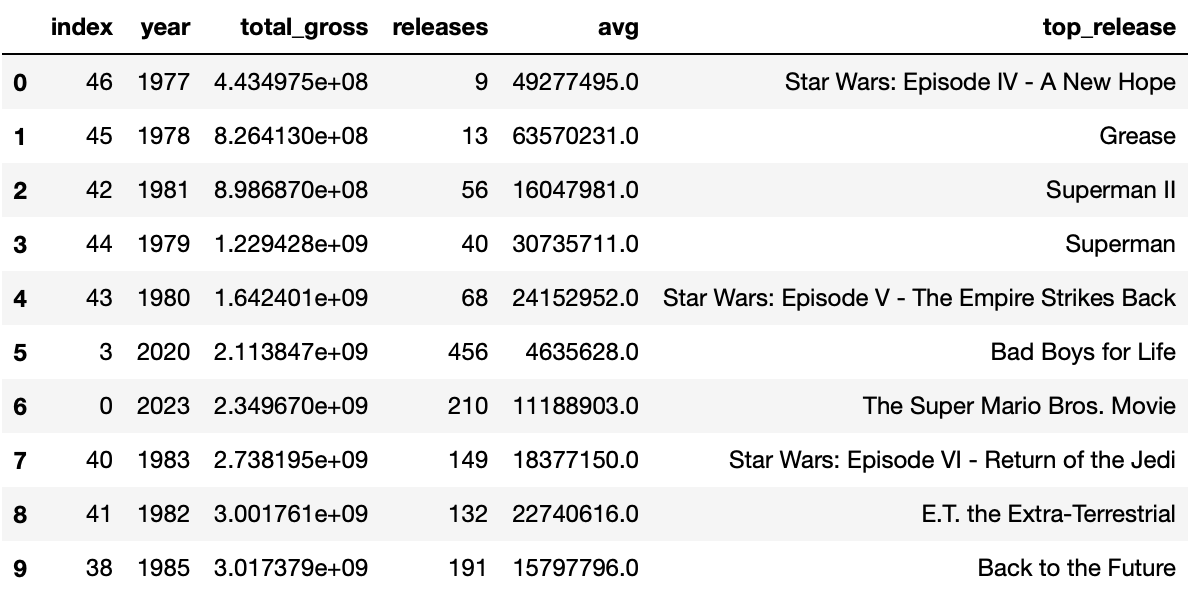 index year total_gross releases avg top_release
0 46 1977 4.434975e+08 9 49277495.0 Star Wars: Episode IV - A New Hope
1 45 1978 8.264130e+08 13 63570231.0 Grease
2 42 1981 8.986870e+08 56 16047981.0 Superman II
3 44 1979 1.229428e+09 40 30735711.0 Superman
4 43 1980 1.642401e+09 68 24152952.0 Star Wars: Episode V - The Empire Strikes Back
5 3 2020 2.113847e+09 456 4635628.0 Bad Boys for Life
6 0 2023 2.349670e+09 210 11188903.0 The Super Mario Bros. Movie
7 40 1983 2.738195e+09 149 18377150.0 Star Wars: Episode VI - Return of the Jedi
8 41 1982 3.001761e+09 132 22740616.0 E.T. the Extra-Terrestrial
9 38 1985 3.017379e+09 191 15797796.0 Back to the Future